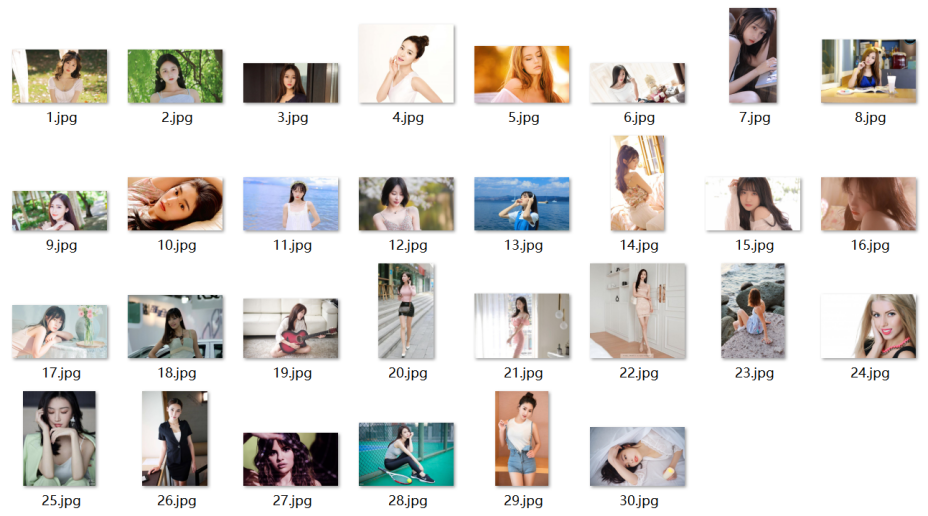 1.jpg 2.jpg 3.jpg 4.jpg 5.jpg 6.jpg 7.jpg 8.jpg
9.jpg 10.jpg 11.jpg 12.jpg 13.jpg 14.jpg 15.jpg 16.jpg
17.jpg 18.jpg 19.jpg 20.jpg 21.jpg 22.jpg 23.jpg 24.jpg
25.jpg 26.jpg 27.jpg 28.jpg 29.jpg 30.jpg